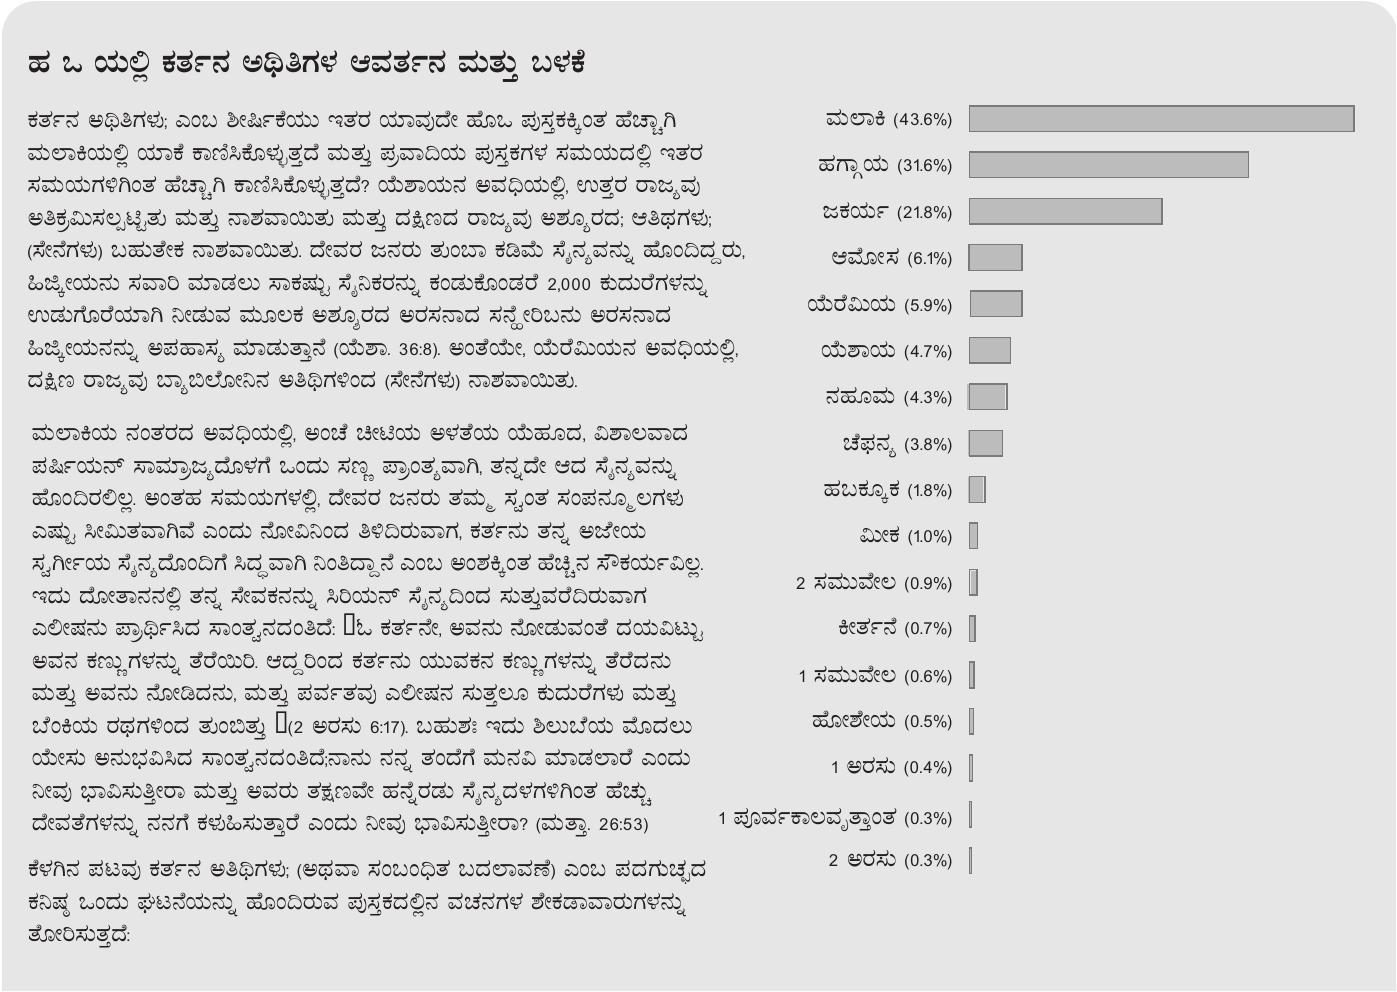 ಹ ಒ ಯಲ್ಲಿ ಕರ್ತನ ಅಥಿತಿಗಳ ಆವರ್ತನ ಮತ್ತು ಬಳಕೆ
ಕರ್ತನ ಅಥಿತಿಗಳು; ಎಂಬ ಶೀರ್ಷಿಕೆಯು ಇತರ ಯಾವುದೇ ಹೊಒ ಪುಸ್ತಕಕ್ಕಿಂತ ಹೆಚ್ಚಾಗಿ
ಮಲಾಕಿಯಲ್ಲಿ ಯಾಕೆ ಕಾಣಿಸಿಕೊಳ್ಳುತ್ತದೆ ಮತ್ತು ಪ್ರವಾದಿಯ ಪುಸ್ತಕಗಳ ಸಮಯದಲ್ಲಿ ಇತರ
ಸಮಯಗಳಿಗಿಂತ ಹೆಚ್ಚಾಗಿ ಕಾಣಿಸಿಕೊಳ್ಳುತ್ತದೆ? ಯೆಶಾಯನ ಅವಧಿಯಲ್ಲಿ, ಉತ್ತರ ರಾಜ್ಯವು
ಅತಿಕ್ರಮಿಸಲ್ಪಟ್ಟಿತು ಮತ್ತು ನಾಶವಾಯಿತು ಮತ್ತು ದಕ್ಷಿಣದ ರಾಜ್ಯವು ಅಶ್ಯೂರದ; ಆತಿಥಗಳು;
(ಸೇನೆಗಳು) ಬಹುತೇಕ ನಾಶವಾಯಿತು. ದೇವರ ಜನರು ತುಂಬಾ ಕಡಿಮೆ ಸೈನ್ಯವನ್ನು ಹೊಂದಿದ್ದರು,
ಹಿಜ್ಕೀಯನು ಸವಾರಿ ಮಾಡಲು ಸಾಕಷ್ಟು ಸೈನಿಕರನ್ನು ಕಂಡುಕೊಂಡರೆ 2,000 ಕುದುರೆಗಳನ್ನು
ಉಡುಗೊರೆಯಾಗಿ ನೀಡುವ ಮೂಲಕ ಅಶ್ಶೂರದ ಅರಸನಾದ ಸನ್ಹೇರಿಬನು ಅರಸನಾದ
ಹಿಜ್ಕೀಯನನ್ನು ಅಪಹಾಸ್ಯ ಮಾಡುತ್ತಾನೆ (ಯೆಶಾ. 36:8). ಅಂತೆಯೇ, ಯೆರೆಮಿಯನ ಅವಧಿಯಲ್ಲಿ,
ದಕ್ಷಿಣ ರಾಜ್ಯವು ಬ್ಯಾಬಿಲೋನಿನ ಅತಿಥಿಗಳಿಂದ (ಸೇನೆಗಳು) ನಾಶವಾಯಿತು.
ಮಲಾಕಿಯ ನಂತರದ ಅವಧಿಯಲ್ಲಿ, ಅಂಚೆ ಚೀಟಿಯ ಅಳತೆಯ ಯೆಹೂದ, ವಿಶಾಲವಾದ
ಪರ್ಷಿಯನ್ ಸಾಮ್ರಾಜ್ಯದೊಳಗೆ ಒಂದು ಸಣ್ಣ ಪ್ರಾಂತ್ಯವಾಗಿ, ತನ್ನದೇ ಆದ ಸೈನ್ಯವನ್ನು
ಹೊಂದಿರಲಿಲ್ಲ. ಅಂತಹ ಸಮಯಗಳಲ್ಲಿ, ದೇವರ ಜನರು ತಮ್ಮ ಸ್ವಂತ ಸಂಪನ್ಮೂಲಗಳು
ಎಷ್ಟು ಸೀಮಿತವಾಗಿವೆ ಎಂದು ನೋವಿನಿಂದ ತಿಳಿದಿರುವಾಗ, ಕರ್ತನು ತನ್ನ ಅಜೇಯ
ಸ್ವರ್ಗೀಯ ಸೈನ್ಯದೊಂದಿಗೆ ಸಿದ್ಧವಾಗಿ ನಿಂತಿದ್ದಾನೆ ಎಂಬ ಅಂಶಕ್ಕಿಂತ ಹೆಚ್ಚಿನ ಸೌಕರ್ಯವಿಲ್ಲ.
ಇದು ದೋತಾನನಲ್ಲಿ ತನ್ನ ಸೇವಕನನ್ನು ಸಿರಿಯನ್ ಸೈನ್ಯದಿಂದ ಸುತ್ತುವರೆದಿರುವಾಗ
ಎಲೀಷನು ಪ್ರಾರ್ಥಿಸಿದ ಸಾಂತ್ವನದಂತಿದೆ: ಓ ಕರ್ತನೇ, ಅವನು ನೋಡುವಂತೆ ದಯವಿಟ್ಟು
ಅವನ ಕಣ್ಣುಗಳನ್ನು ತೆರೆಯಿರಿ. ಆದ್ದರಿಂದ ಕರ್ತನು ಯುವಕನ ಕಣ್ಣುಗಳನ್ನು ತೆರೆದನು
ಮತ್ತು ಅವನು ನೋಡಿದನು, ಮತ್ತು ಪರ್ವತವು ಎಲೀಷನ ಸುತ್ತಲೂ ಕುದುರೆಗಳು ಮತ್ತು
ಬೆಂಕಿಯ ರಥಗಳಿಂದ ತುಂಬಿತ್ತು (2 ಅರಸು 6:17). ಬಹುಶಃ ಇದು ಶಿಲುಬೆಯ ಮೊದಲು
ಯೇಸು ಅನುಭವಿಸಿದ ಸಾಂತ್ವನದಂತಿದೆ;ನಾನು ನನ್ನ ತಂದೆಗೆ ಮನವಿ ಮಾಡಲಾರೆ ಎಂದು
ನೀವು ಭಾವಿಸುತ್ತೀರಾ ಮತ್ತು ಅವರು ತಕ್ಷಣವೇ ಹನ್ನೆರಡು ಸೈನ್ಯದಳಗಳಿಗಿಂತ ಹೆಚ್ಚು
ದೇವತೆಗಳನ್ನು ನನಗೆ ಕಳುಹಿಸುತ್ತಾರೆ ಎಂದು ನೀವು ಭಾವಿಸುತ್ತೀರಾ? (ಮತ್ತಾ. 26:53)
ಕೆಳಗಿನ ಪಟವು ಕರ್ತನ ಅತಿಥಿಗಳು; (ಅಥವಾ ಸಂಬಂಧಿತ ಬದಲಾವಣೆ) ಎಂಬ ಪದಗುಚ್ಛದ
ಕನಿಷ್ಠ ಒಂದು ಘಟನೆಯನ್ನು ಹೊಂದಿರುವ ಪುಸ್ತಕದಲ್ಲಿನ ವಚನಗಳ ಶೇಕಡಾವಾರುಗಳನ್ನು
ತೋರಿಸುತ್ತದೆ:
ಮಲಾಕಿ (43.6%)
ಹಗ್ಗಾಯ (31.6%)
ಜಕರ್ಯ (21.8%)
ಆಮೋಸ (6.1%)
ಯೆರೆಮಿಯ (5.9%)
ಯೆಶಾಯ (4.7%)
ನಹೂಮ (4.3%)
ಚೆಫನ್ಯ (3.8%)
ಹಬಕ್ಕೂಕ (1.8%)
ಮೀಕ (1.0%)
2 ಸಮುವೇಲ (0.9%)
ಕೀರ್ತನೆ (0.7%)
1 ಸಮುವೇಲ (0.6%)
ಹೋಶೇಯ (0.5%)
1 ಅರಸು (0.4%)
1 ಪೂರ್ವಕಾಲವೃತ್ತಾಂತ (0.3%)
2 ಅರಸು (0.3%)